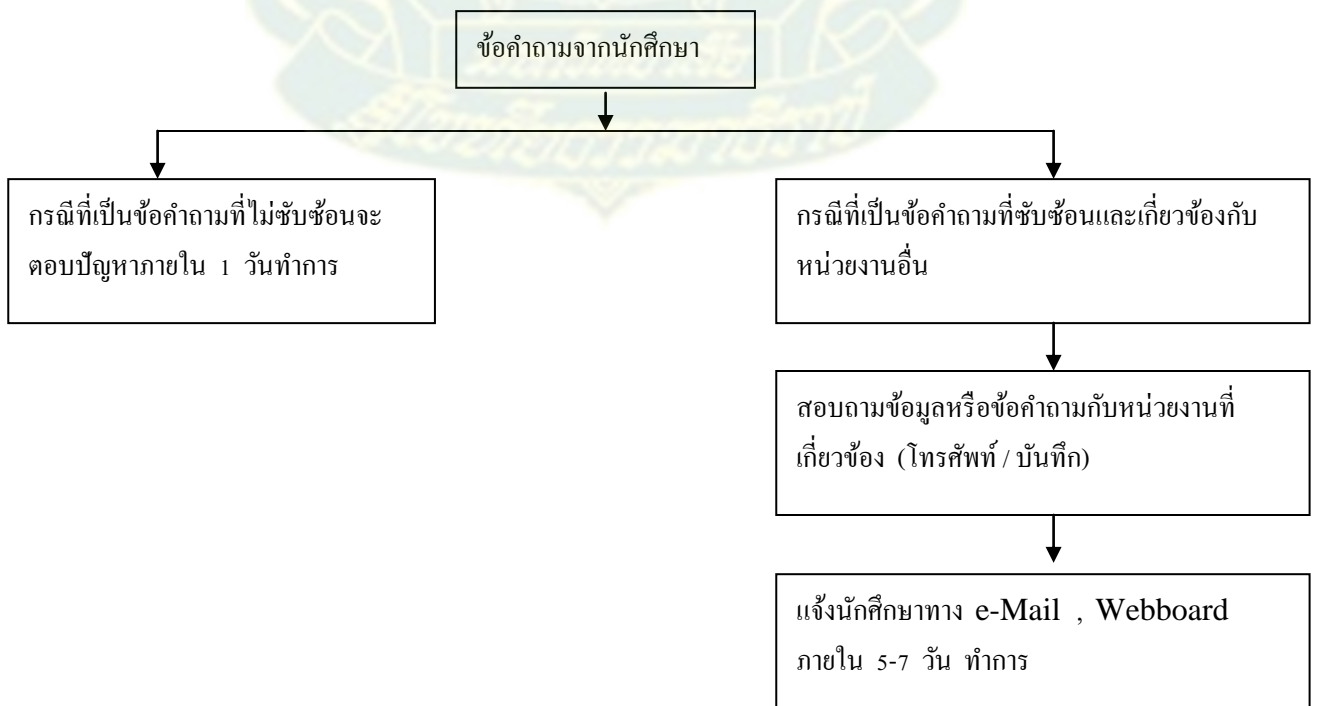 ข้อคำถามจากนักศึกษา
กรณีที่เป็นข้อคำถามที่ไม่ซับซ้อนจะ
ตอบปัญหาภายใน 1 วันทำการ
กรณีที่เป็นข้อคำถามที่ซับซ้อนและเกี่ยวข้องกับ
หน่วยงานอื่น
สอบถามข้อมูลหรือข้อคำถามกับหน่วยงานที่
เกี่ยวข้อง (โทรศัพท์ / บันทึก)
แจ้งนักศึกษาทาง e-Mail , Webboard
ภายใน 5-7 วัน ทำการ